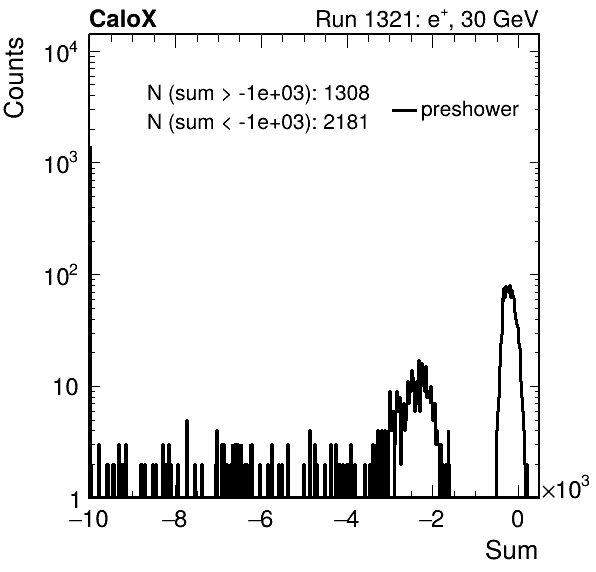 CaloX
Run 1321: e⁺, 30 GeV
Counts
10⁴
10³
10²
10
1
N (sum > -1e+03): 1308
N (sum < -1e+03): 2181
preshower
−10 −8 −6 −4 −2 0
×10³
Sum